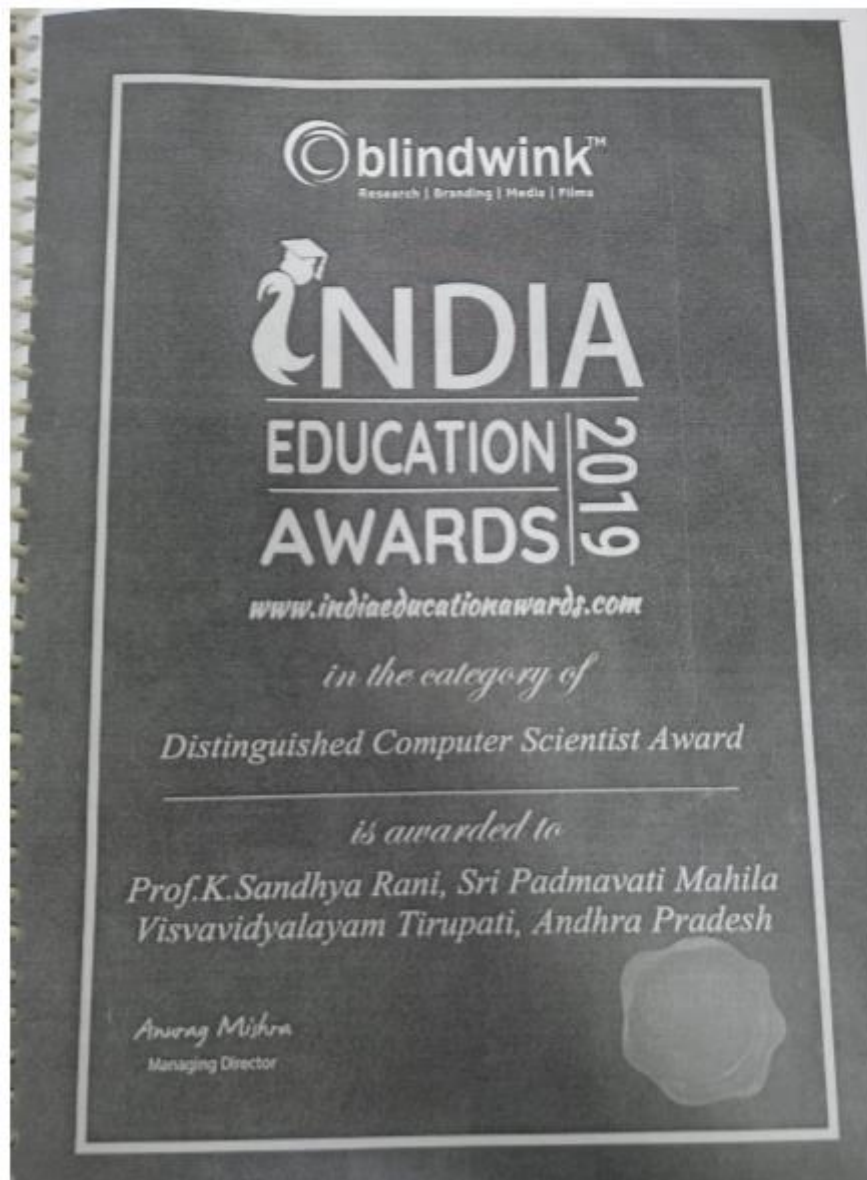 blindwink™
Research | Branding | Media | Films
iNDIA
EDUCATION
AWARDS
2019
www.indiaeducationawards.com
in the category of
Distinguished Computer Scientist Award
is awarded to
Prof.K.Sandhya Rani, Sri Padmavati Mahila
Visvavidyalayam Tirupati, Andhra Pradesh
Anurag Mishra
Managing Director